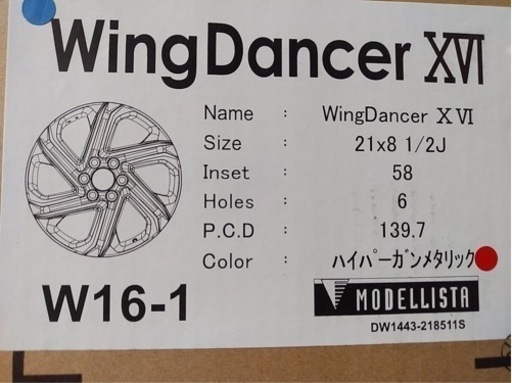 WingDancer XVI
Name : WingDancer XVI
Size : 21x8 1/2J
Inset : 58
Holes : 6
P.C.D : 139.7
Color : ハイパーガンメタリック
W16-1
MODELLISTA
DW1443-218511S